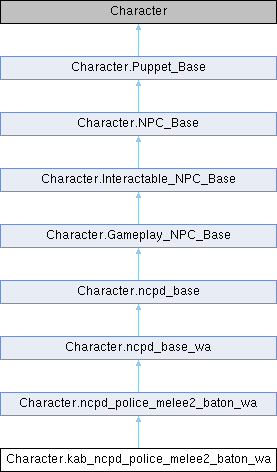 Character
Character.Puppet_Base
Character.NPC_Base
Character.Interactable_NPC_Base
Character.Gameplay_NPC_Base
Character.ncpd_base
Character.ncpd_base_wa
Character.ncpd_police_melee2_baton_wa
Character.kab_ncpd_police_melee2_baton_wa